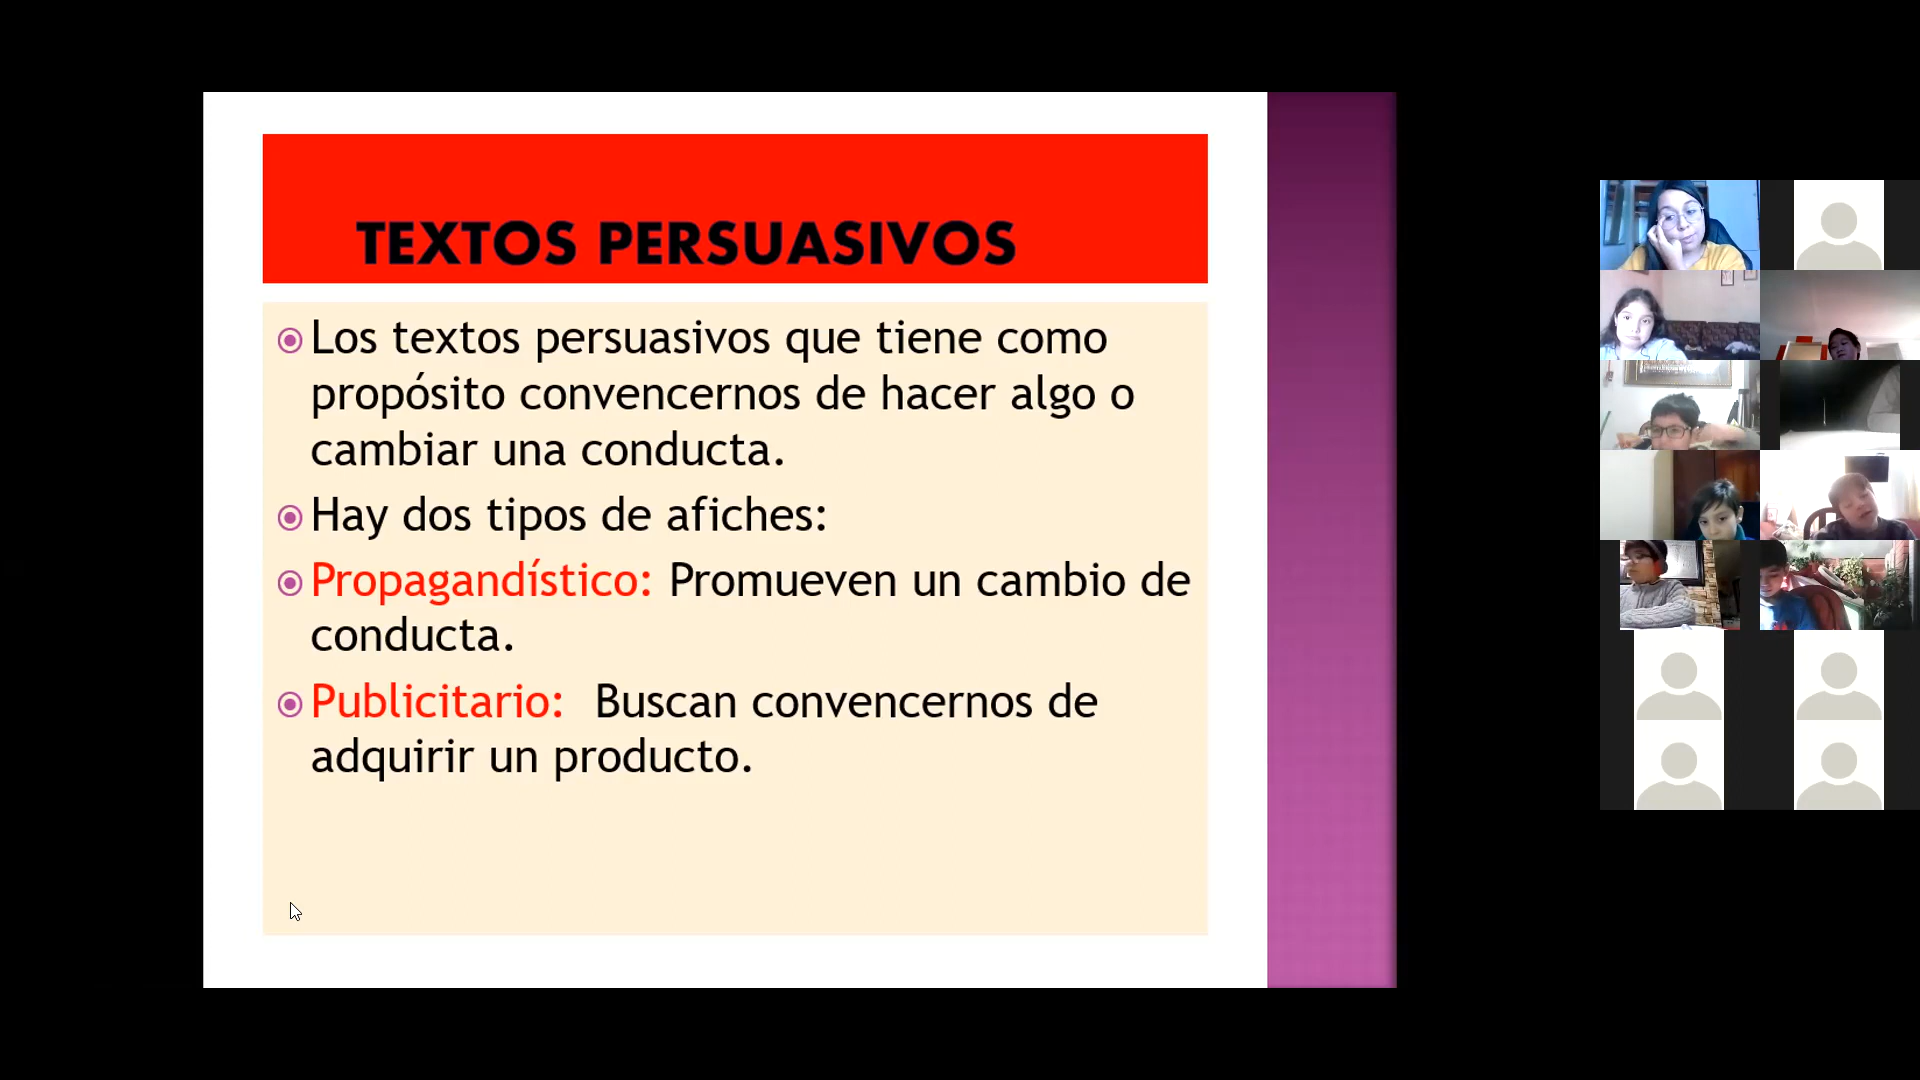 TEXTOS PERSUASIVOS
Los textos persuasivos que tiene como
propósito convencernos de hacer algo o
cambiar una conducta.
Hay dos tipos de afiches:
Propagandístico: Promueven un cambio de
conducta.
Publicitario: Buscan convencernos de
adquirir un producto.